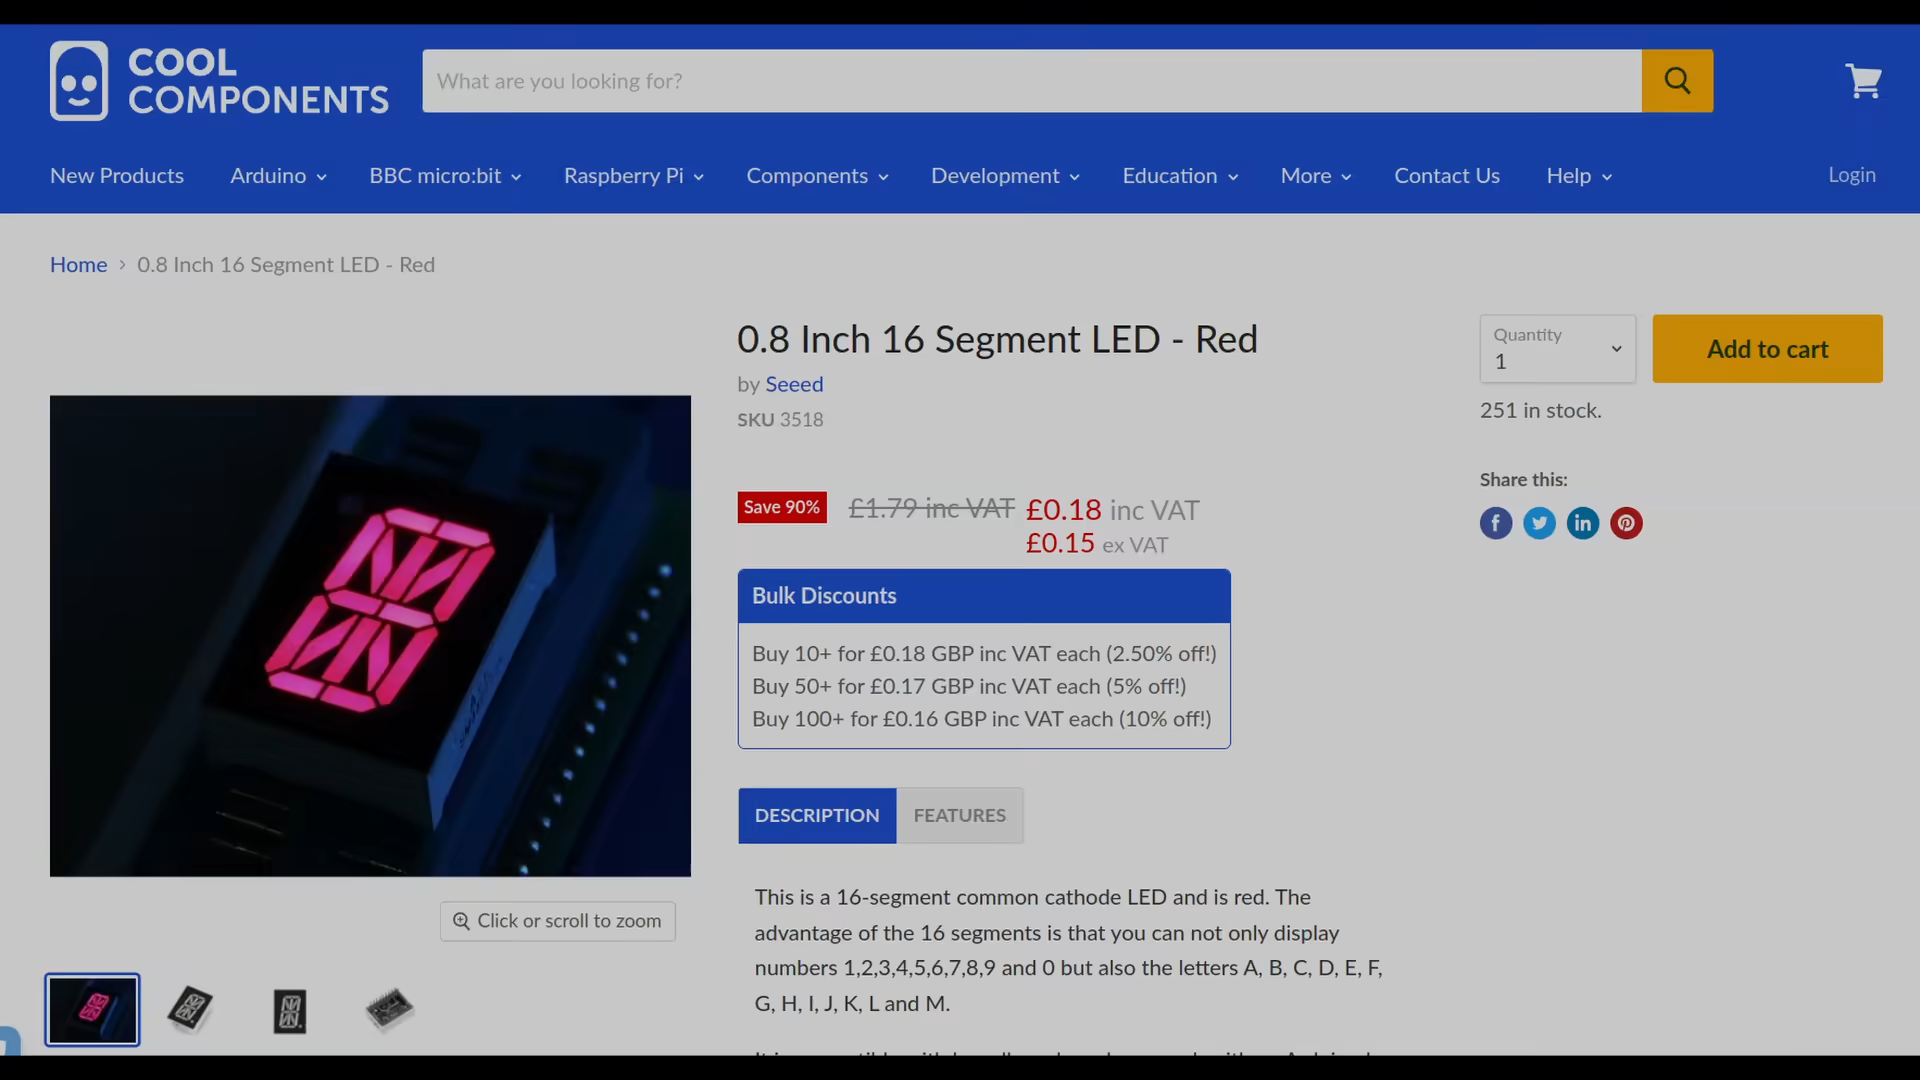 COOL
COMPONENTS
What are you looking for?
New Products
Arduino
BBC micro:bit
Raspberry Pi
Components
Development
Education
More
Contact Us
Help
Login
Home › 0.8 Inch 16 Segment LED - Red
0.8 Inch 16 Segment LED - Red
by Seeed
SKU 3518
Save 90% £1.79 inc VAT £0.18 inc VAT
£0.15 ex VAT
Bulk Discounts
Buy 10+ for £0.18 GBP inc VAT each (2.50% off!)
Buy 50+ for £0.17 GBP inc VAT each (5% off!)
Buy 100+ for £0.16 GBP inc VAT each (10% off!)
DESCRIPTION
FEATURES
This is a 16-segment common cathode LED and is red. The
advantage of the 16 segments is that you can not only display
numbers 1,2,3,4,5,6,7,8,9 and 0 but also the letters A, B, C, D, E, F,
G, H, I, J, K, L and M.
Quantity
1
Add to cart
251 in stock.
Share this:
Click or scroll to zoom